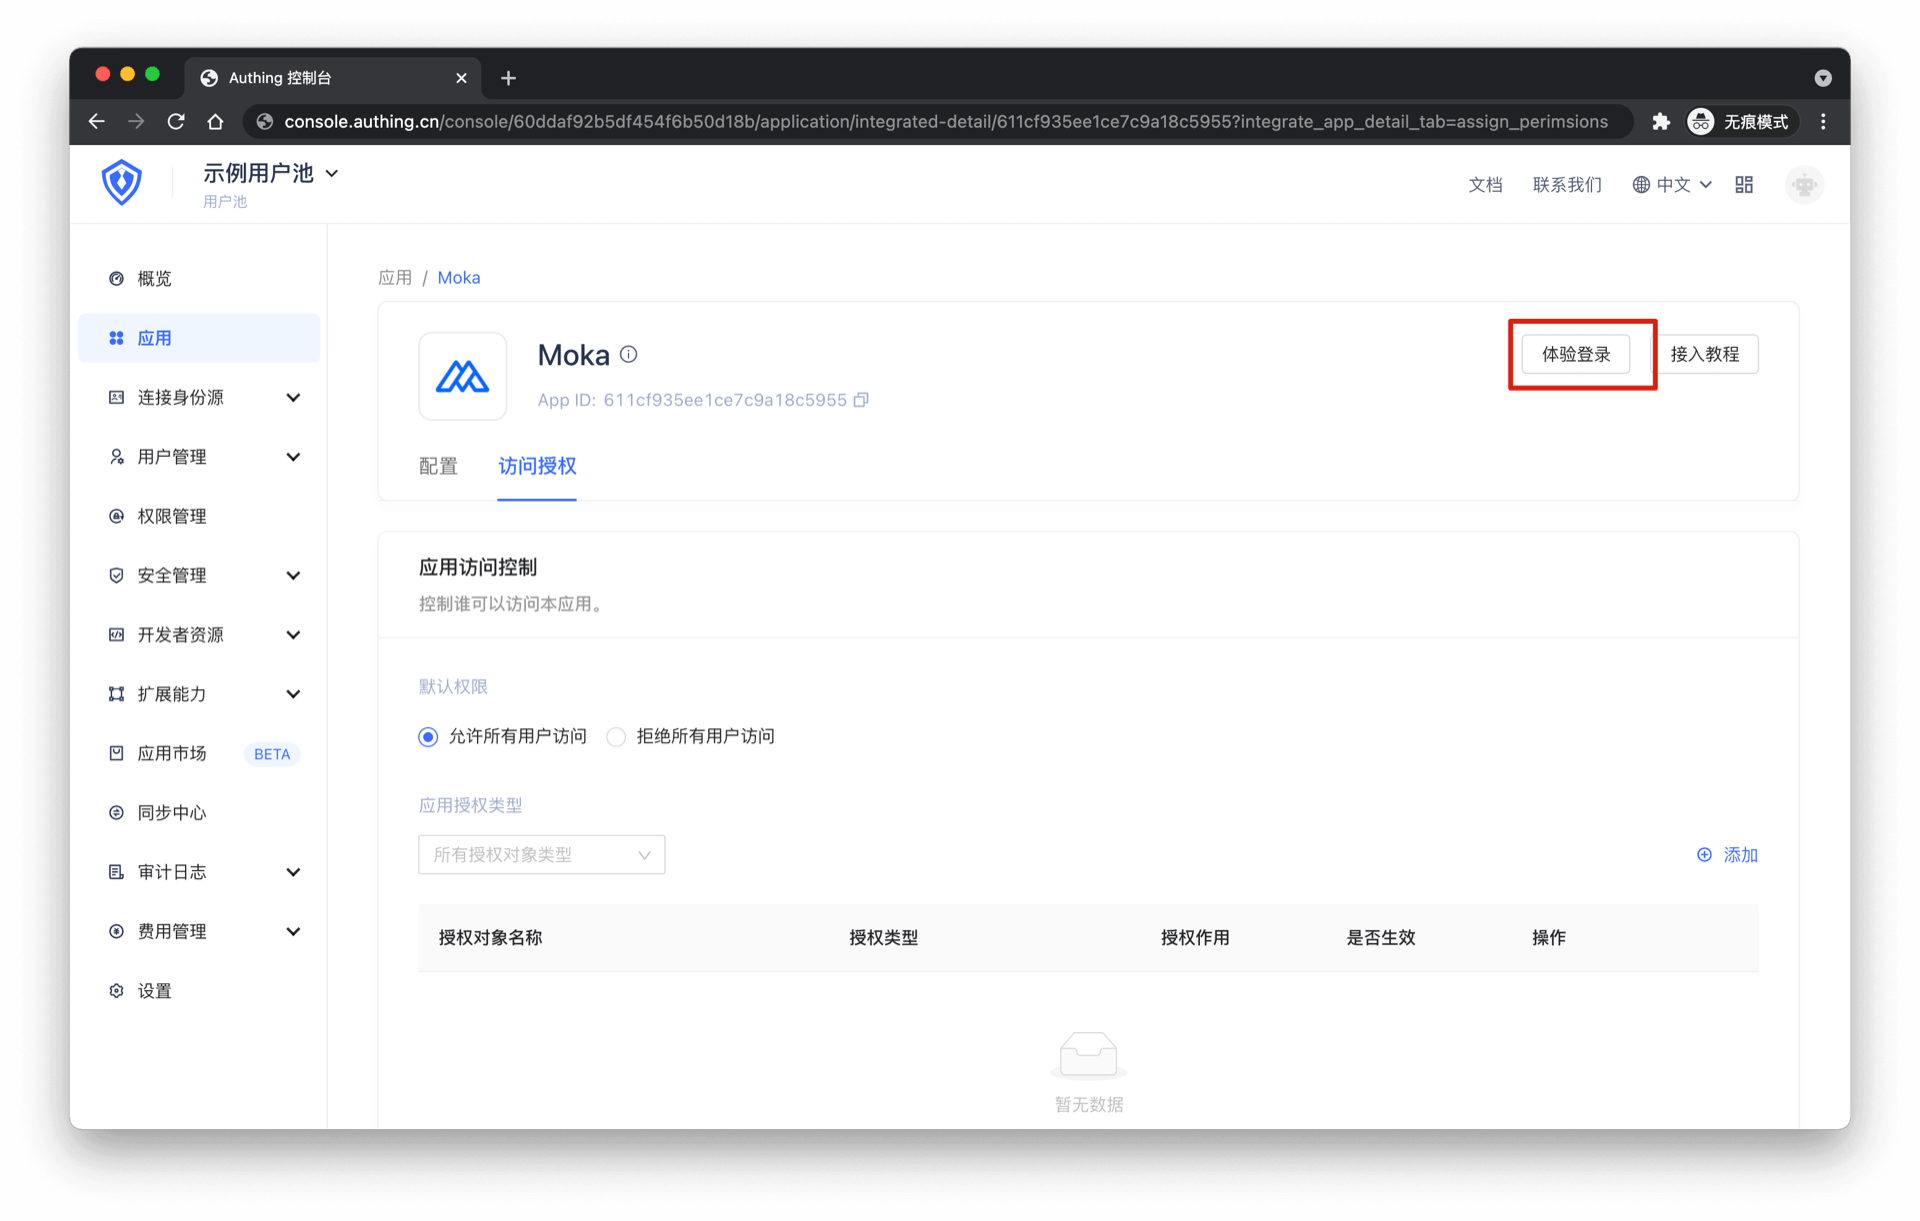 Authing 控制台
console.authing.cn/console/60ddaf92b5df454f6b50d18b/application/integrated-detail/611cf935ee1ce7c9a18c5955?integrate_app_detail_tab=assign_perimsions
无痕模式
示例用户池
用户池
文档
联系我们
中文
概览
应用
连接身份源
用户管理
权限管理
安全管理
开发者资源
扩展能力
应用市场 BETA
同步中心
审计日志
费用管理
设置
应用 / Moka
Moka
App ID: 611cf935ee1ce7c9a18c5955
体验登录
接入教程
配置
访问授权
应用访问控制
控制谁可以访问本应用。
默认权限
允许所有用户访问
拒绝所有用户访问
应用授权类型
所有授权对象类型
添加
授权对象名称 授权类型 授权作用 是否生效 操作
暂无数据